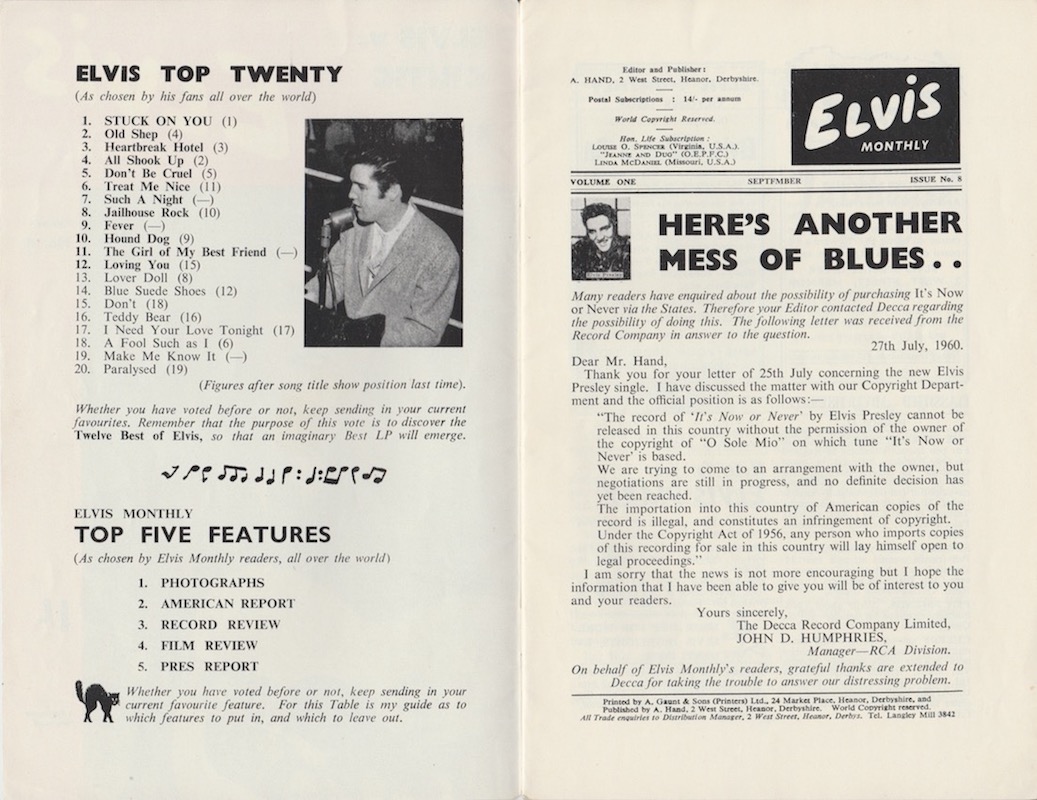 ELVIS TOP TWENTY
(As chosen by his fans all over the world)
1. STUCK ON YOU (1)
2. Old Shep (4)
3. Heartbreak Hotel (3)
4. All Shook Up (2)
5. Don't Be Cruel (5)
6. Treat Me Nice (11)
7. Such A Night (—)
8. Jailhouse Rock (10)
9. Fever (—)
10. Hound Dog (9)
11. The Girl of My Best Friend (—)
12. Loving You (15)
13. Lover Doll (8)
14. Blue Suede Shoes (12)
15. Don't (18)
16. Teddy Bear (16)
17. I Need Your Love Tonight (17)
18. A Fool Such as I (6)
19. Make Me Know It (—)
20. Paralysed (19)
(Figures after song title show position last time).
Whether you have voted before or not, keep sending in your current
favourites. Remember that the purpose of this vote is to discover the
Twelve Best of Elvis, so that an imaginary Best LP will emerge.
ELVIS MONTHLY
TOP FIVE FEATURES
(As chosen by Elvis Monthly readers, all over the world)
1. PHOTOGRAPHS
2. AMERICAN REPORT
3. RECORD REVIEW
4. FILM REVIEW
5. PRES REPORT
Whether you have voted before or not, keep sending in your
current favourite feature. For this Table is my guide as to
which features to put in, and which to leave out.
Editor and Publisher:
A. HAND, 2 West Street, Heanor, Derbyshire.
Postal Subscriptions : 14/- per annum
World Copyright Reserved.
Hon. Life Subscription:
LOUISE O. SPENCER (Virginia, U.S.A.).
"JEANNE AND DUG" (O.E.P.F.C.)
LINDA MCDANIEL (Missouri, U.S.A.)
ELVIS
MONTHLY
VOLUME ONE SEPTEMBER ISSUE No. 8
HERE'S ANOTHER
MESS OF BLUES . .
Many readers have enquired about the possibility of purchasing It's Now
or Never via the States. Therefore your Editor contacted Decca regarding
the possibility of doing this. The following letter was received from the
Record Company in answer to the question.
27th July, 1960.
Dear Mr. Hand,
Thank you for your letter of 25th July concerning the new Elvis
Presley single. I have discussed the matter with our Copyright Depart-
ment and the official position is as follows:—
"The record of 'It's Now or Never' by Elvis Presley cannot be
released in this country without the permission of the owner of
the copyright of "O Sole Mio" on which tune "It's Now or
Never' is based.
We are trying to come to an arrangement with the owner, but
negotiations are still in progress, and no definite decision has
yet been reached.
The importation into this country of American copies of the
record is illegal, and constitutes an infringement of copyright.
Under the Copyright Act of 1956, any person who imports copies
of this recording for sale in this country will lay himself open to
legal proceedings."
I am sorry that the news is not more encouraging but I hope the
information that I have been able to give you will be of interest to you
and your readers.
Yours sincerely,
The Decca Record Company Limited,
JOHN D. HUMPHRIES,
Manager—RCA Division.
On behalf of Elvis Monthly's readers, grateful thanks are extended to
Decca for taking the trouble to answer our distressing problem.
Printed by A. Gaunt & Sons (Printers) Ltd., 24 Market Place, Heanor, Derbyshire, and
Published by A. Hand, 2 West Street, Heanor, Derbyshire. World Copyright reserved.
All Trade enquiries to Distribution Manager, 2 West Street, Heanor, Derbys. Tel. Langley Mill 3842